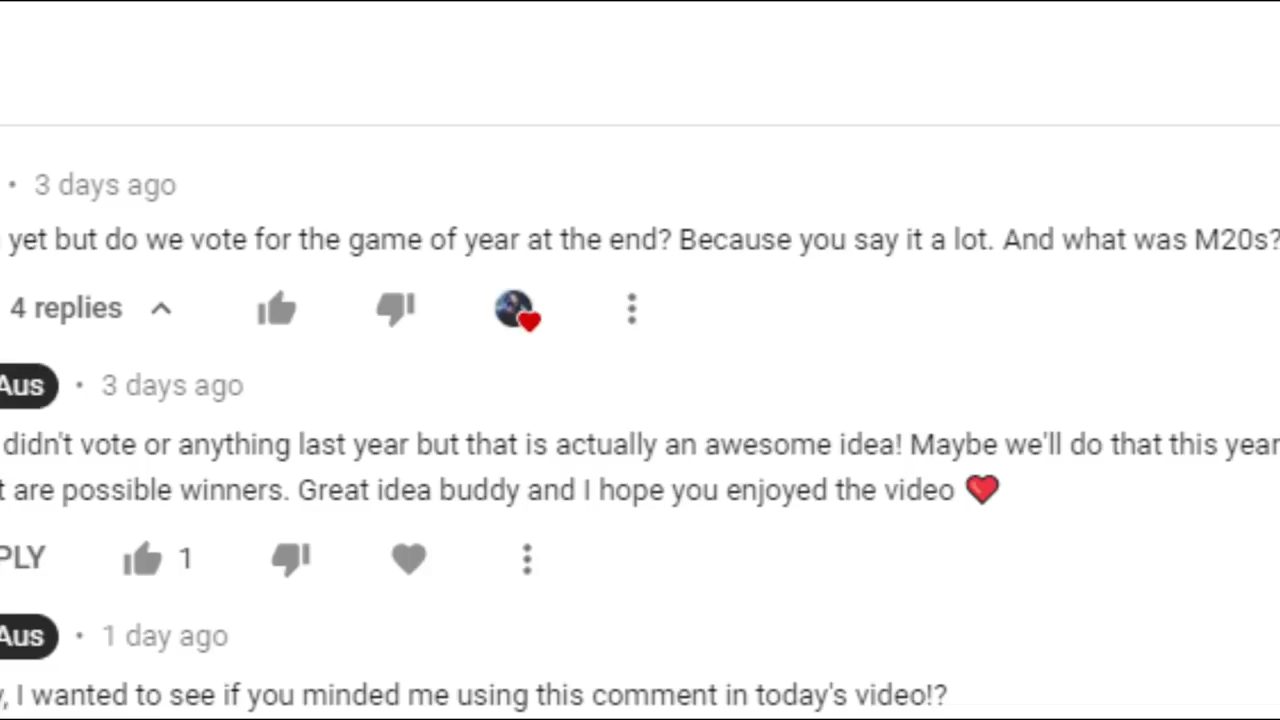 • 3 days ago
yet but do we vote for the game of year at the end? Because you say it a lot. And what was M20s?
4 replies
Aus • 3 days ago
didn't vote or anything last year but that is actually an awesome idea! Maybe we'll do that this year
t are possible winners. Great idea buddy and I hope you enjoyed the video ❤️
PLY 1
Aus • 1 day ago
, I wanted to see if you minded me using this comment in today's video!?